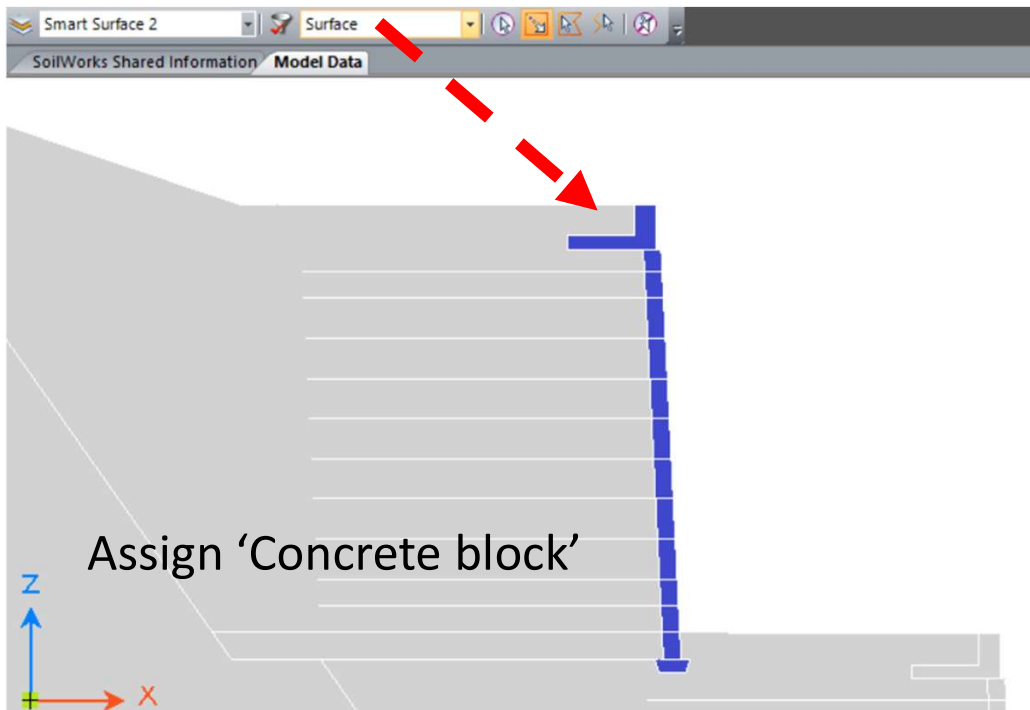 Smart Surface 2 Surface
SoilWorks Shared Information Model Data
Assign ‘Concrete block’
Z
X